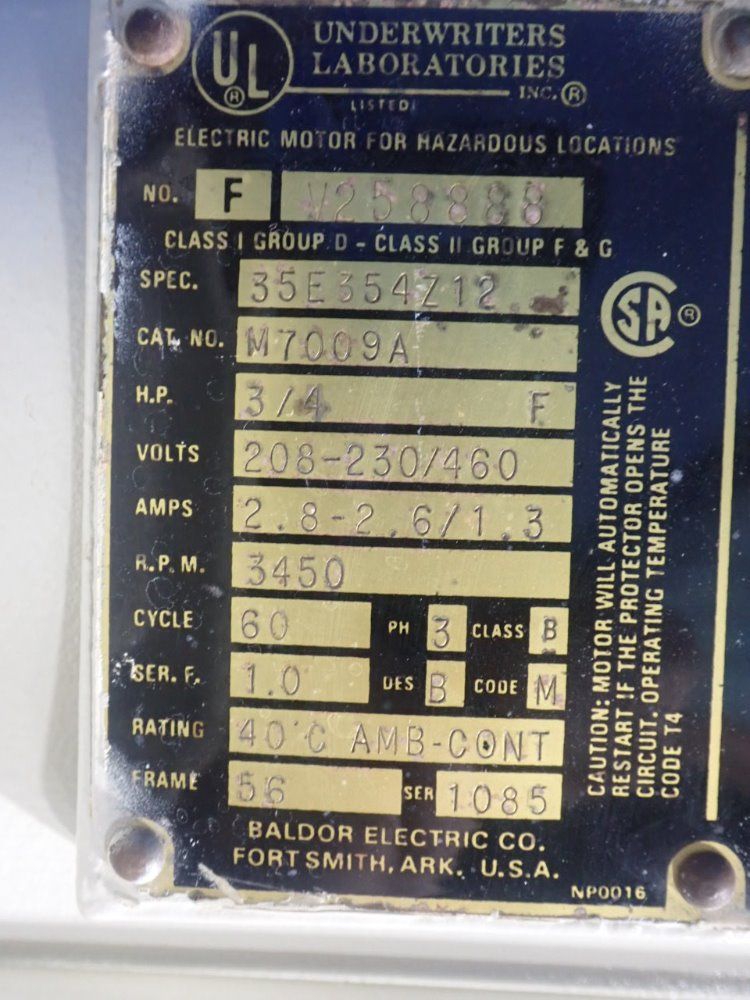 UL®
UNDERWRITERS
LABORATORIES
INC.®
LISTED
ELECTRIC MOTOR FOR HAZARDOUS LOCATIONS
NO. F V258888
CLASS I GROUP D - CLASS II GROUP F & G
SPEC. 35E354Z12
CAT. NO. M7009A
H.P. 3/4 F
VOLTS 208-230/460
AMPS 2.8-2.6/1.3
R.P.M. 3450
CYCLE 60 PH 3 CLASS B
SER. F. 1.0 DES B CODE M
RATING 40°C AMB-CONT
FRAME 56 SER 1085
BALDOR ELECTRIC CO.
FORT SMITH, ARK. U.S.A.
NP0016
SA®
CAUTION: MOTOR WILL AUTOMATICALLY
RESTART IF THE PROTECTOR OPENS THE
CIRCUIT. OPERATING TEMPERATURE
CODE T4